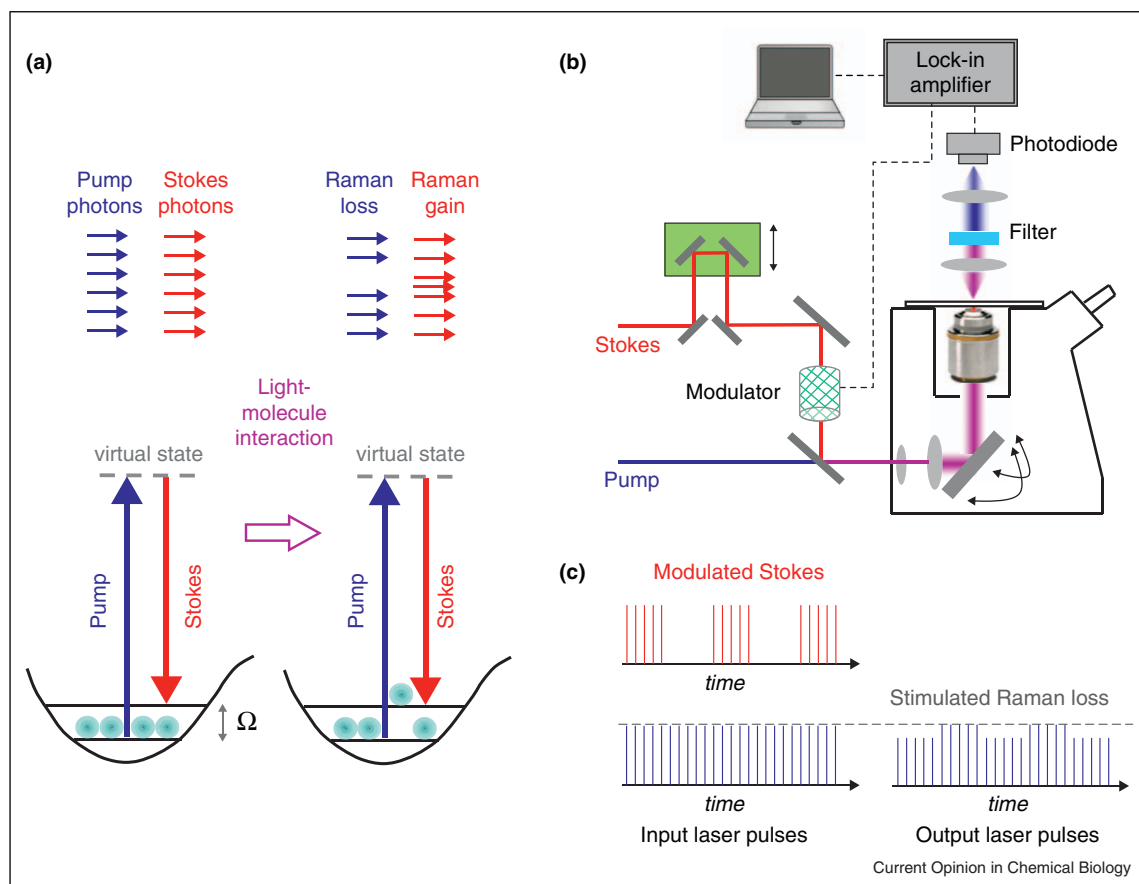 (a)
Pump
photons
Stokes
photons
Raman
loss
Raman
gain
Light-
molecule
interaction
virtual state
virtual state
Pump
Stokes
Pump
Stokes
Ω
(b)
Lock-in
amplifier
Photodiode
Filter
Stokes
Modulator
Pump
(c)
Modulated Stokes
time
Stimulated Raman loss
time
time
Input laser pulses
Output laser pulses
Current Opinion in Chemical Biology